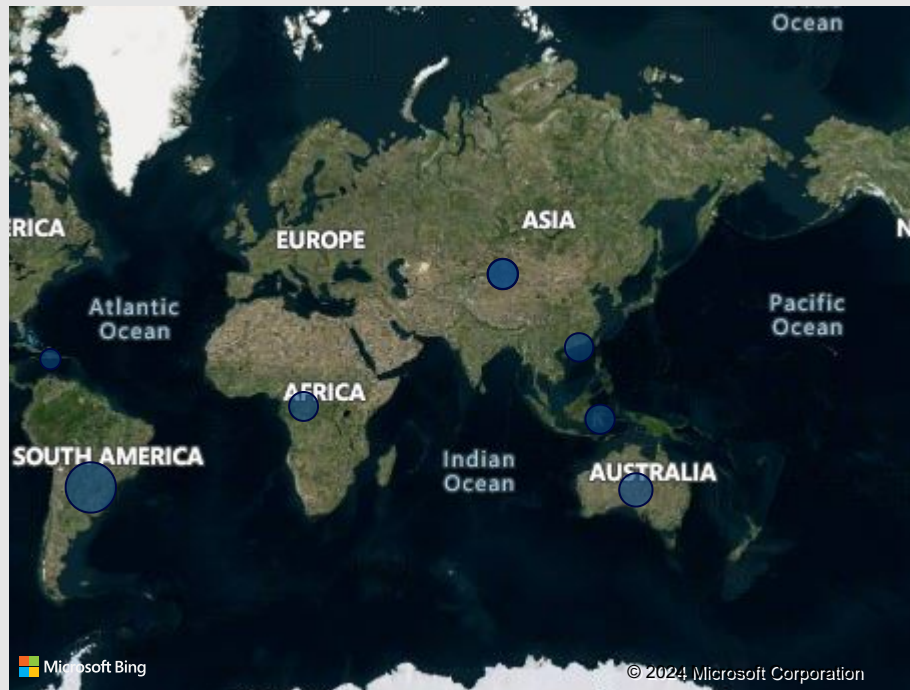 Ocean
ERICA
ASIA
EUROPE
N
Atlantic
Ocean
Pacific
Ocean
AFRICA
SOUTH AMERICA
Indian
Ocean
AUSTRALIA
Microsoft Bing
© 2024 Microsoft Corporation